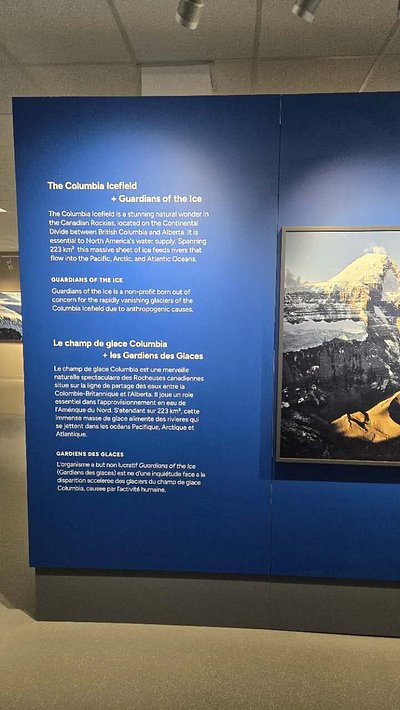 The Columbia Icefield
+ Guardians of the Ice
The Columbia Icefield is a stunning natural wonder in
the Canadian Rockies, located on the Continental
Divide between British Columbia and Alberta. It is
essential to North America's water supply. Spanning
223 km², this massive sheet of ice feeds rivers that
flow into the Pacific, Arctic, and Atlantic Oceans.
GUARDIANS OF THE ICE
Guardians of the Ice is a non-profit born out of
concern for the rapidly vanishing glaciers of the
Columbia Icefield due to anthropogenic causes.
Le champ de glace Columbia
+ les Gardiens des Glaces
Le champ de glace Columbia est une merveille
naturelle spectaculaire des Rocheuses canadiennes
situe sur la ligne de partage des eaux entre la
Colombie-Britannique et l'Alberta. Il joue un role
essentiel dans l'approvisionnement en eau de
l'Amérique du Nord. S'etendant sur 223 km², cette
immense masse de glace alimente des rivieres qui
se jettent dans les océans Pacifique, Arctique et
Atlantique.
GARDIENS DES GLACES
L'organisme a but non lucratif Guardians of the Ice
(Gardiens des glaces) est ne d'une inquiétude face a la
disparition acceleree des glaciers du champ de glace
Columbia, causee par l'activité humaine.